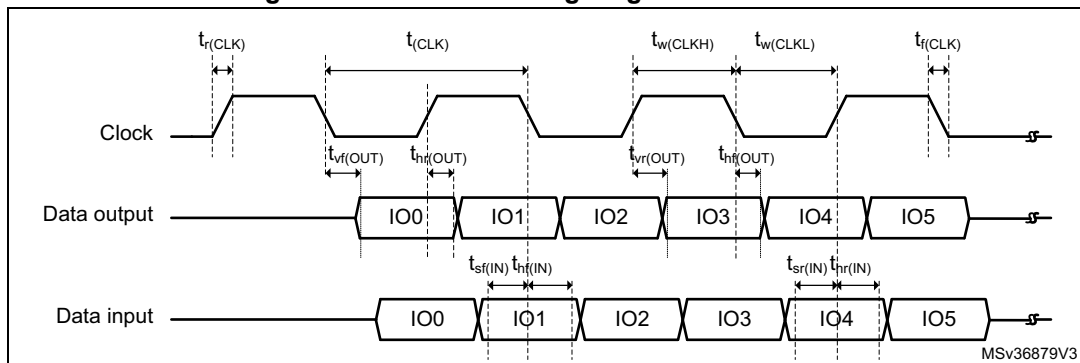 tr(CLK) t(CLK) tw(CLKH) tw(CLKL) tf(CLK)
Clock
tvf(OUT) thr(OUT) tvr(OUT) thf(OUT)
Data output IO0 IO1 IO2 IO3 IO4 IO5
tsf(IN) thf(IN) tsr(IN) thr(IN)
Data input IO0 IO1 IO2 IO3 IO4 IO5
MSv36879V3